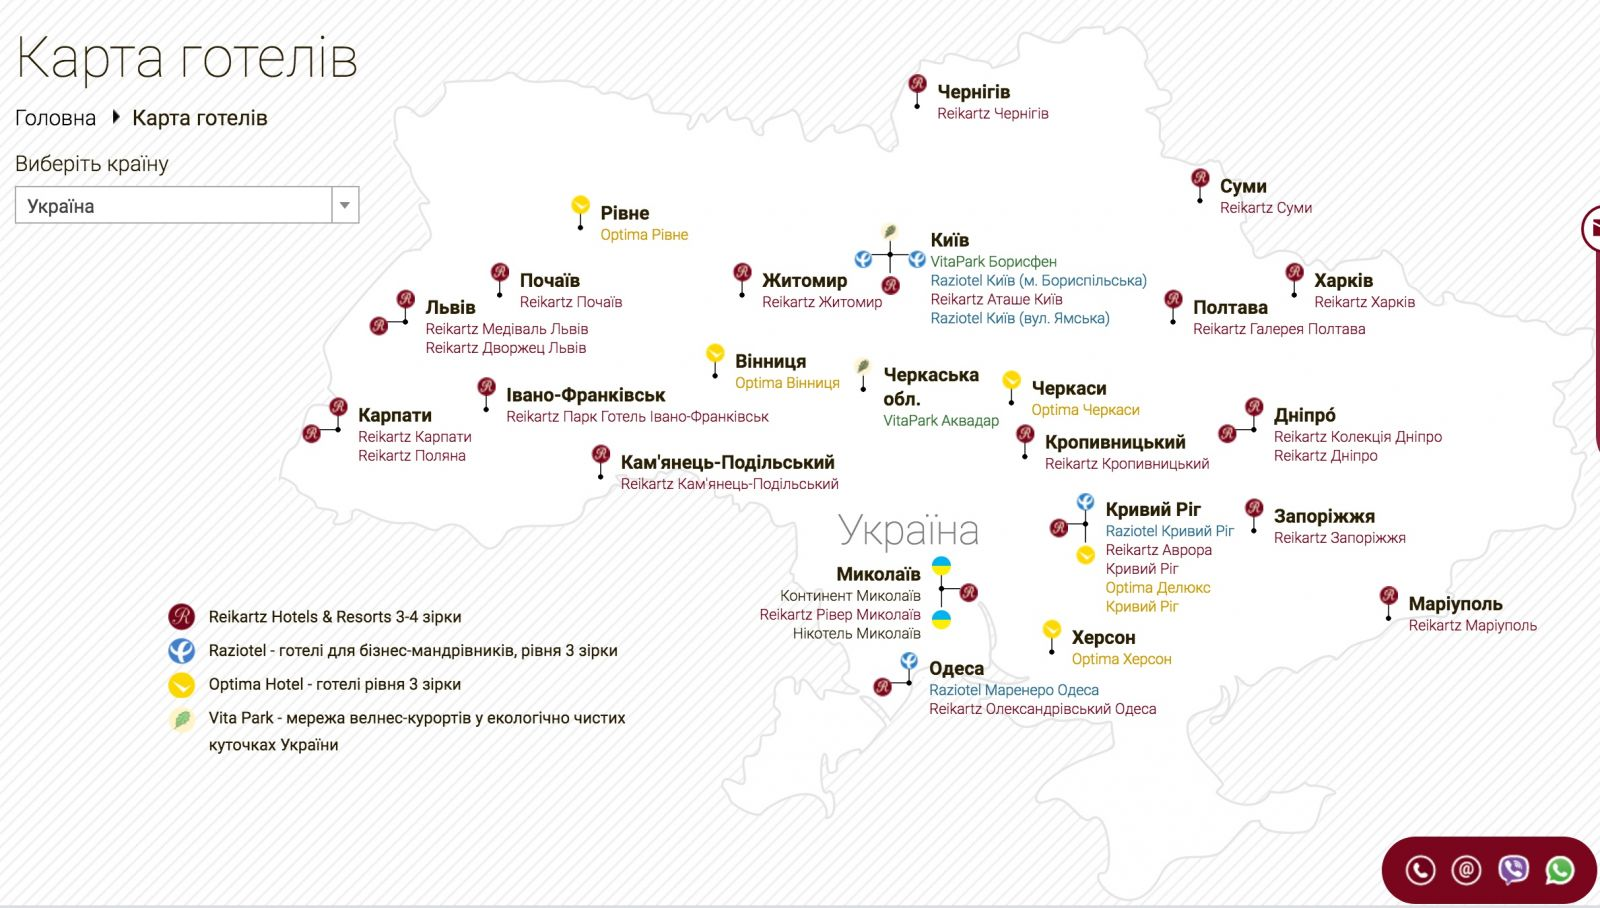 Карта готелів
Головна
Карта готелів
Виберіть країну
Україна
Чернігів
Reikartz Чернігів
Суми
Reikartz Суми
Рівне
Optima Рівне
Київ
VitaPark Борисфен
Raziotel Київ (м. Бориспільська)
Reikartz Аташе Київ
Raziotel Київ (вул. Ямська)
Почаїв
Reikartz Почаїв
Житомир
Reikartz Житомир
Харків
Reikartz Харків
Львів
Reikartz Медіваль Львів
Reikartz Дворжец Львів
Полтава
Reikartz Галерея Полтава
Вінниця
Optima Вінниця
Черкаська
обл.
VitaPark Аквадар
Черкаси
Optima Черкаси
Івано-Франківськ
Reikartz Парк Готель Івано-Франківськ
Карпати
Reikartz Карпати
Reikartz Поляна
Дніпро́
Reikartz Колекція Дніпро
Reikartz Дніпро
Кропивницький
Reikartz Кропивницький
Кам'янець-Подільський
Reikartz Кам'янець-Подільський
Україна
Кривий Ріг
Raziotel Кривий Ріг
Reikartz Аврора
Кривий Ріг
Optima Делюкс
Кривий Ріг
Запоріжжя
Reikartz Запоріжжя
Миколаїв
Континент Миколаїв
Reikartz Рівер Миколаїв
Нікотель Миколаїв
Маріуполь
Reikartz Маріуполь
Херсон
Optima Херсон
Одеса
Raziotel Маренеро Одеса
Reikartz Олександрівський Одеса
Reikartz Hotels & Resorts 3-4 зірки
Raziotel - готелі для бізнес-мандрівників, рівня 3 зірки
Optima Hotel - готелі рівня 3 зірки
Vita Park - мережа велнес-курортів у екологічно чистих
куточках України